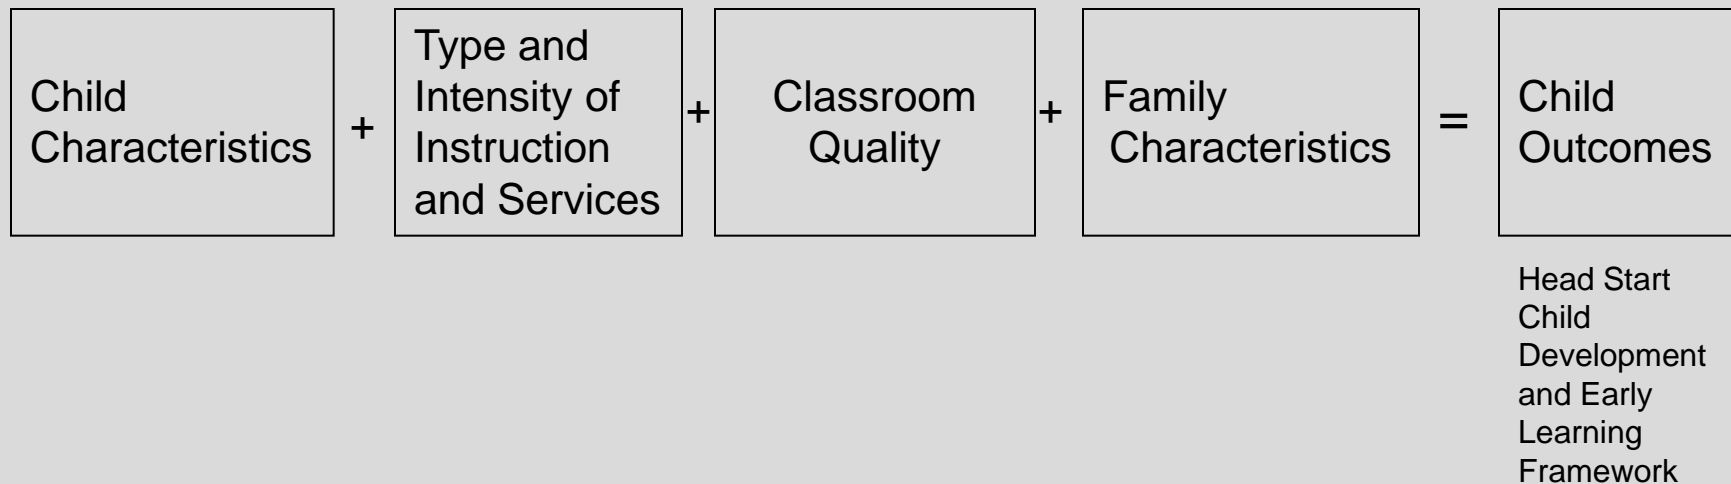 Child
Characteristics
+
Type and
Intensity of
Instruction
and Services
+
Classroom
Quality
+
Family
Characteristics
=
Child
Outcomes
Head Start
Child
Development
and Early
Learning
Framework